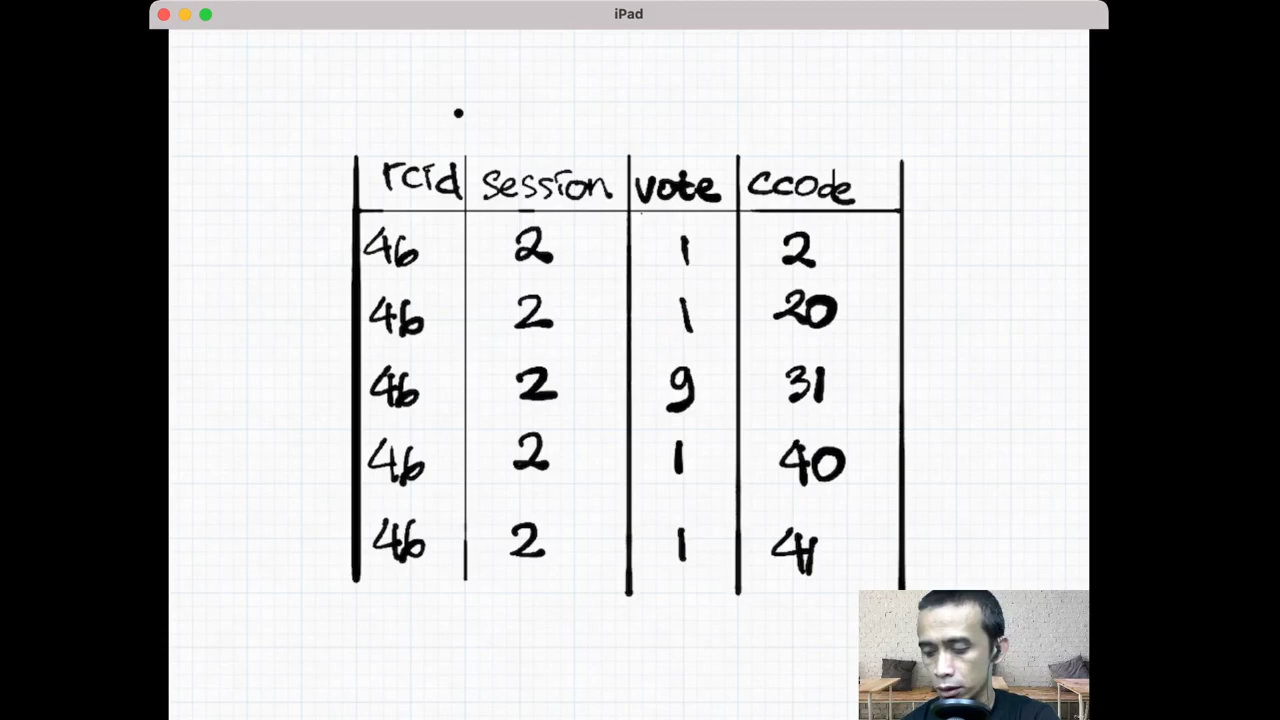 iPad
rcid session vote ccode
46 2 1 2
46 2 1 20
46 2 9 31
46 2 1 40
46 2 1 41